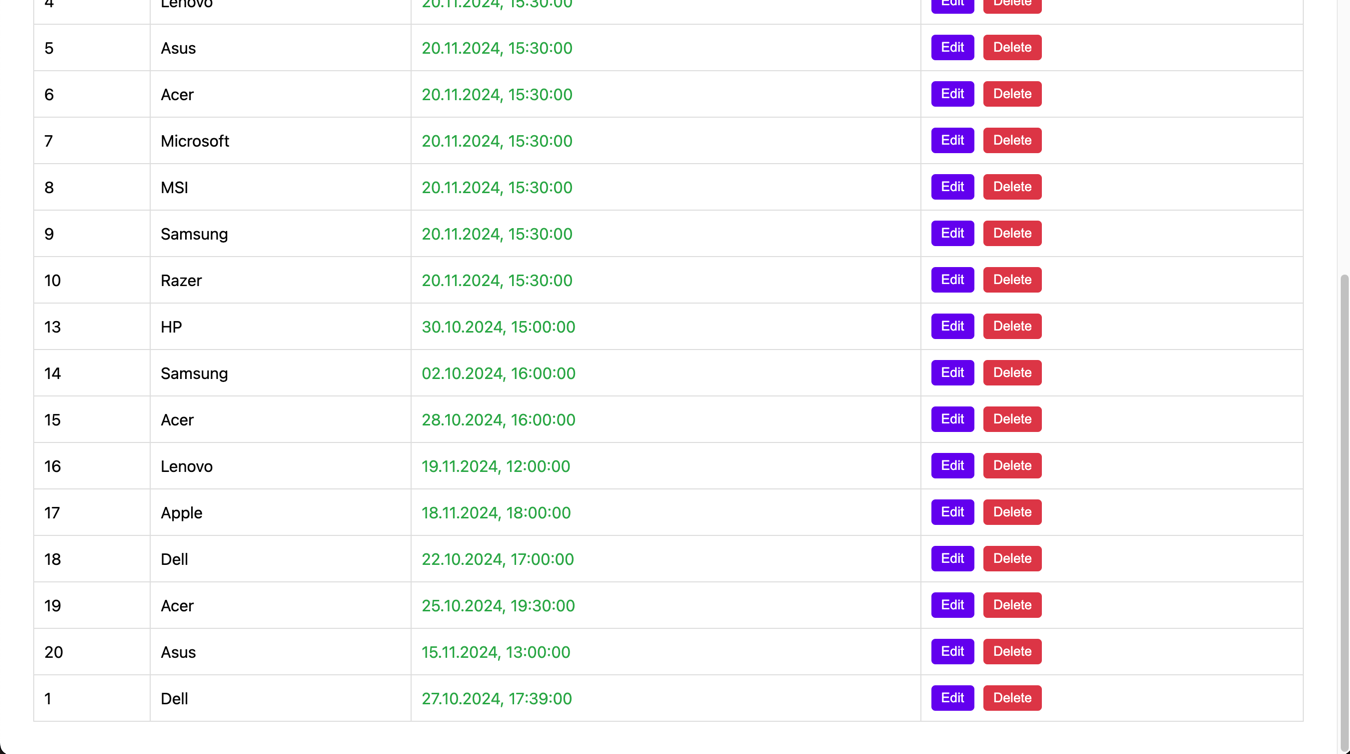 4 Lenovo 20.11.2024, 15:30:00 Edit Delete
5 Asus 20.11.2024, 15:30:00 Edit Delete
6 Acer 20.11.2024, 15:30:00 Edit Delete
7 Microsoft 20.11.2024, 15:30:00 Edit Delete
8 MSI 20.11.2024, 15:30:00 Edit Delete
9 Samsung 20.11.2024, 15:30:00 Edit Delete
10 Razer 20.11.2024, 15:30:00 Edit Delete
13 HP 30.10.2024, 15:00:00 Edit Delete
14 Samsung 02.10.2024, 16:00:00 Edit Delete
15 Acer 28.10.2024, 16:00:00 Edit Delete
16 Lenovo 19.11.2024, 12:00:00 Edit Delete
17 Apple 18.11.2024, 18:00:00 Edit Delete
18 Dell 22.10.2024, 17:00:00 Edit Delete
19 Acer 25.10.2024, 19:30:00 Edit Delete
20 Asus 15.11.2024, 13:00:00 Edit Delete
1 Dell 27.10.2024, 17:39:00 Edit Delete